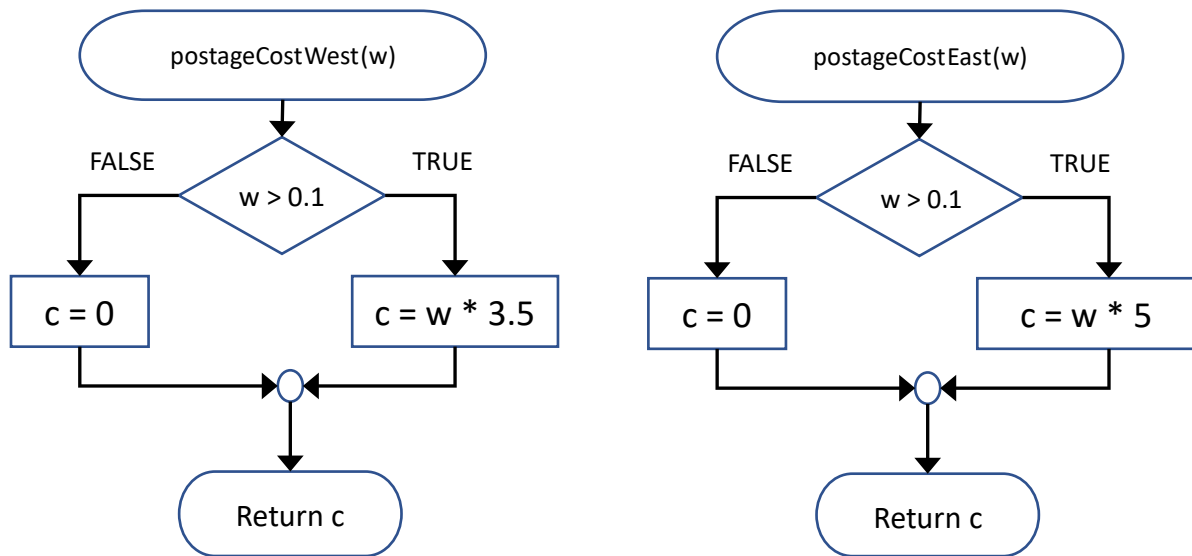 postageCostWest(w)
FALSE
TRUE
w > 0.1
c = 0
c = w * 3.5
Return c
postageCostEast(w)
FALSE
TRUE
w > 0.1
c = 0
c = w * 5
Return c